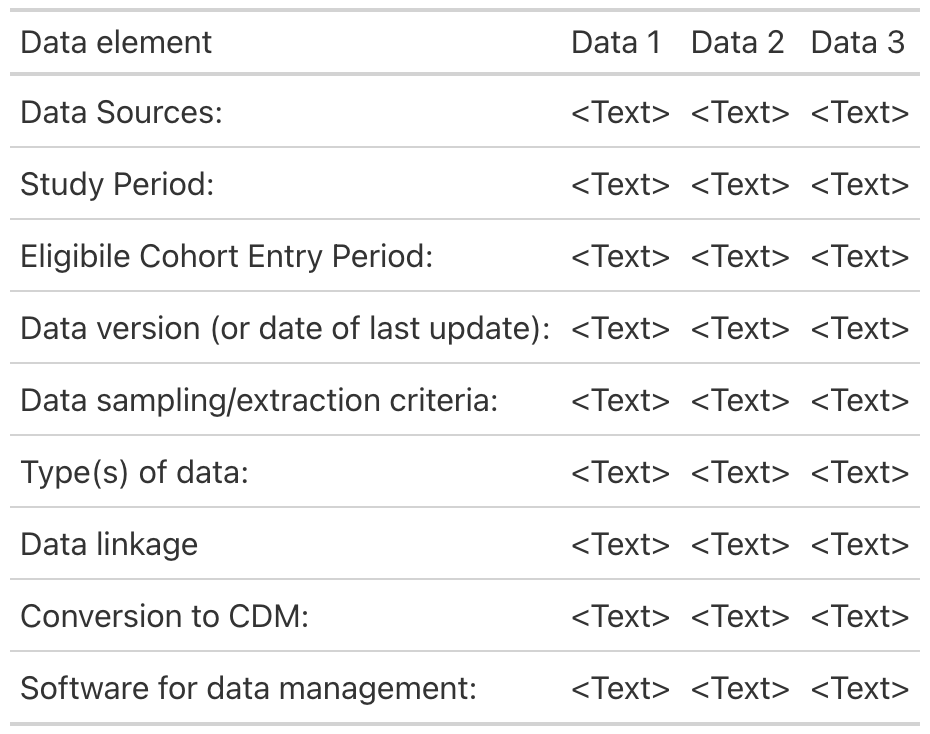 Data element Data 1 Data 2 Data 3
Data Sources: <Text> <Text> <Text>
Study Period: <Text> <Text> <Text>
Eligibile Cohort Entry Period: <Text> <Text> <Text>
Data version (or date of last update): <Text> <Text> <Text>
Data sampling/extraction criteria: <Text> <Text> <Text>
Type(s) of data: <Text> <Text> <Text>
Data linkage <Text> <Text> <Text>
Conversion to CDM: <Text> <Text> <Text>
Software for data management: <Text> <Text> <Text>